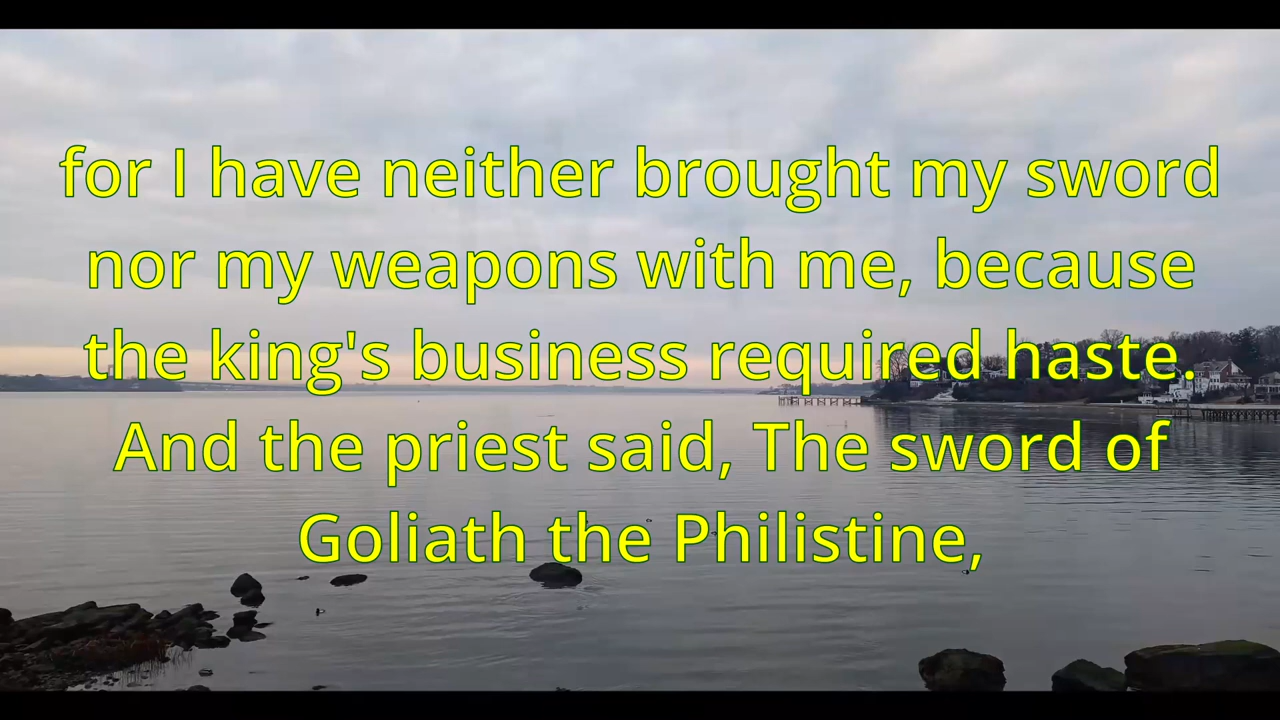 for I have neither brought my sword
nor my weapons with me, because
the king's business required haste.
And the priest said, The sword of
Goliath the Philistine,